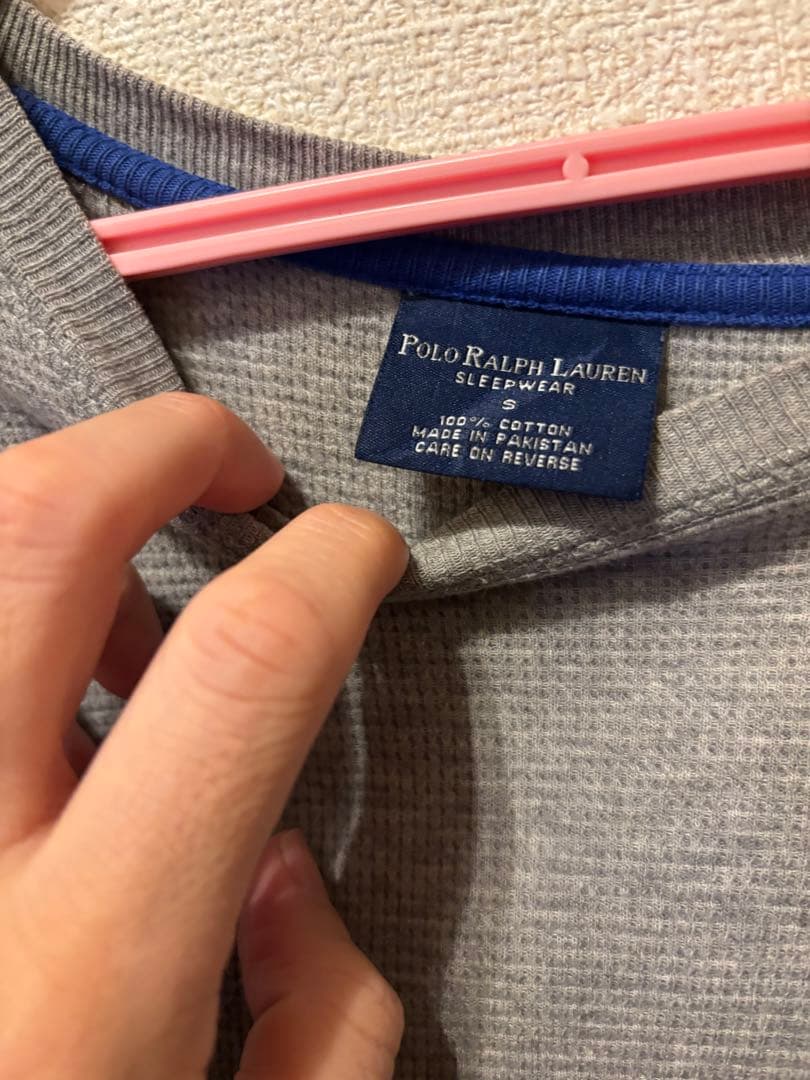 POLO RALPH LAUREN
SLEEPWEAR
S
100% COTTON
MADE IN PAKISTAN
CARE ON REVERSE